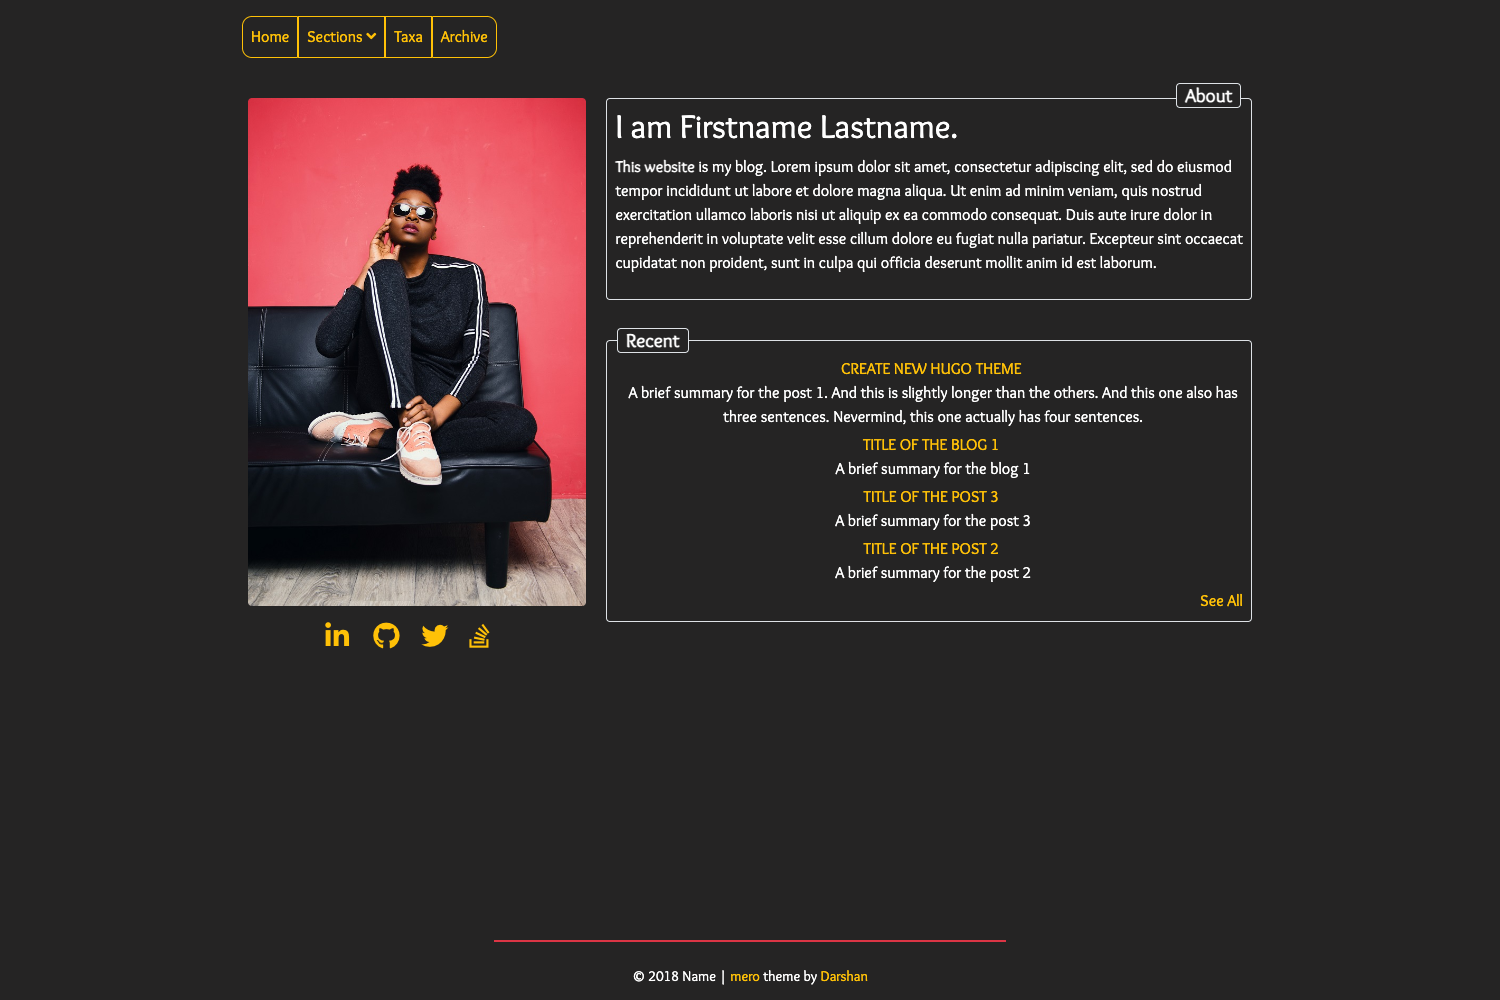 Home
Sections
Taxa
Archive
About
I am Firstname Lastname.
This website is my blog. Lorem ipsum dolor sit amet, consectetur adipiscing elit, sed do eiusmod
tempor incididunt ut labore et dolore magna aliqua. Ut enim ad minim veniam, quis nostrud
exercitation ullamco laboris nisi ut aliquip ex ea commodo consequat. Duis aute irure dolor in
reprehenderit in voluptate velit esse cillum dolore eu fugiat nulla pariatur. Excepteur sint occaecat
cupidatat non proident, sunt in culpa qui officia deserunt mollit anim id est laborum.
Recent
CREATE NEW HUGO THEME
A brief summary for the post 1. And this is slightly longer than the others. And this one also has
three sentences. Nevermind, this one actually has four sentences.
TITLE OF THE BLOG 1
A brief summary for the blog 1
TITLE OF THE POST 3
A brief summary for the post 3
TITLE OF THE POST 2
A brief summary for the post 2
See All
© 2018 Name | mero theme by Darshan